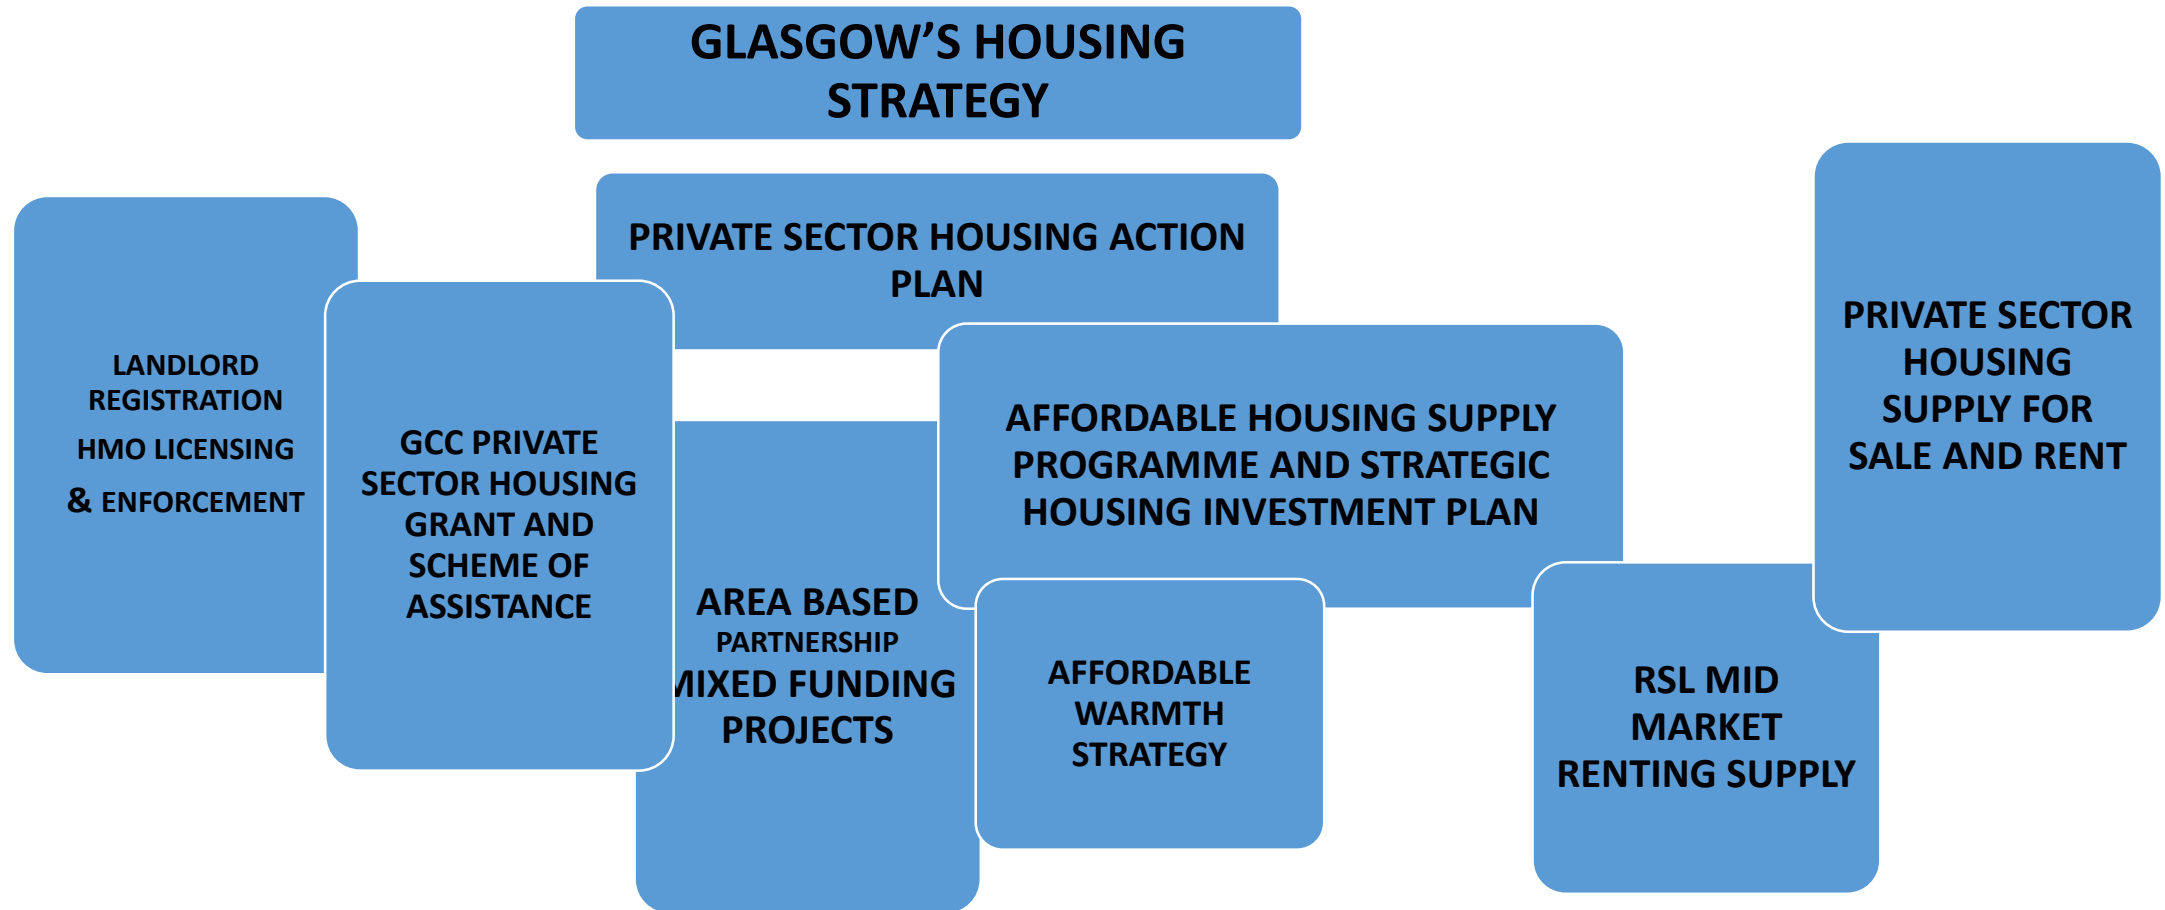 GLASGOW’S HOUSING
STRATEGY
PRIVATE SECTOR HOUSING ACTION
PLAN
LANDLORD
REGISTRATION
HMO LICENSING
& ENFORCEMENT
GCC PRIVATE
SECTOR HOUSING
GRANT AND
SCHEME OF
ASSISTANCE
AREA BASED
PARTNERSHIP
MIXED FUNDING
PROJECTS
AFFORDABLE HOUSING SUPPLY
PROGRAMME AND STRATEGIC
HOUSING INVESTMENT PLAN
AFFORDABLE
WARMTH
STRATEGY
RSL MID
MARKET
RENTING SUPPLY
PRIVATE SECTOR
HOUSING
SUPPLY FOR
SALE AND RENT